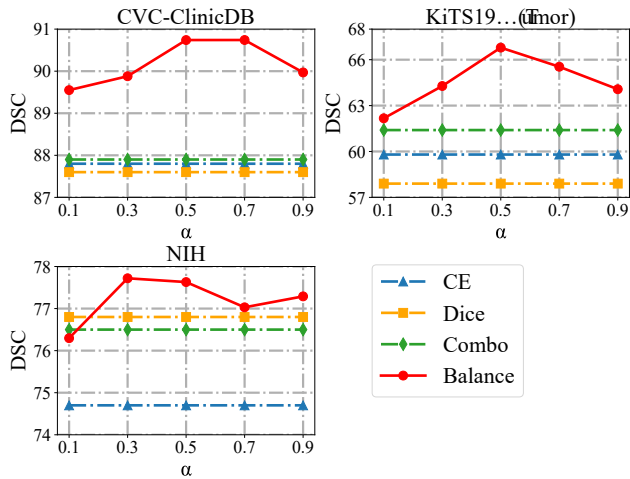 CVC-ClinicDB
91
90
89
88
87
DSC
0.1 0.3 0.5 0.7 0.9
α
KiTS19…(Tumor)
68
66
63
60
57
DSC
0.1 0.3 0.5 0.7 0.9
α
NIH
78
77
76
75
74
DSC
0.1 0.3 0.5 0.7 0.9
α
CE
Dice
Combo
Balance